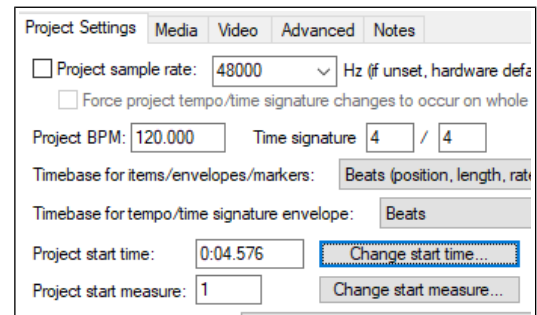 Project Settings Media Video Advanced Notes
Project sample rate: 48000 Hz (if unset, hardware defa
Force project tempo/time signature changes to occur on whole
Project BPM: 120.000 Time signature 4 / 4
Timebase for items/envelopes/markers: Beats (position, length, rate
Timebase for tempo/time signature envelope: Beats
Project start time: 0:04.576 Change start time...
Project start measure: 1 Change start measure...